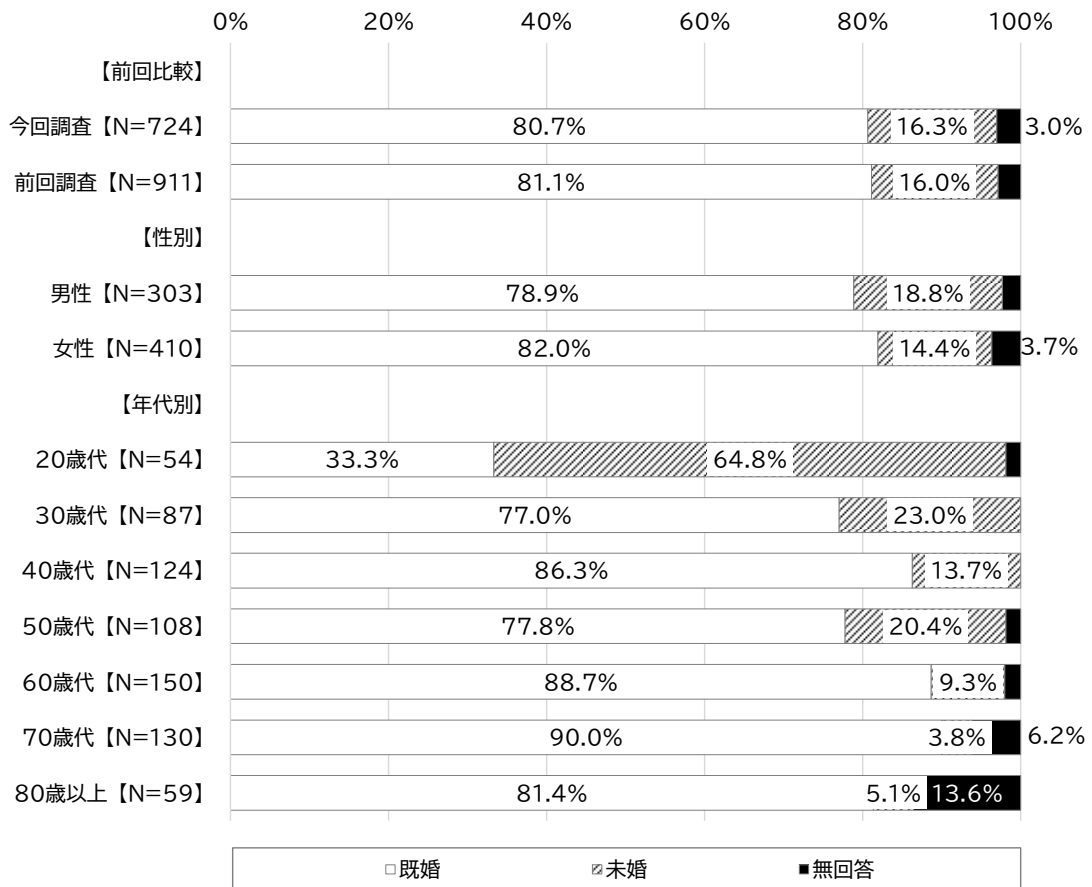 0% 20% 40% 60% 80% 100%
【前回比較】
今回調査【N=724】 80.7% 16.3% 3.0%
前回調査【N=911】 81.1% 16.0%
【性別】
男性【N=303】 78.9% 18.8%
女性【N=410】 82.0% 14.4% 3.7%
【年代別】
20歳代【N=54】 33.3% 64.8%
30歳代【N=87】 77.0% 23.0%
40歳代【N=124】 86.3% 13.7%
50歳代【N=108】 77.8% 20.4%
60歳代【N=150】 88.7% 9.3%
70歳代【N=130】 90.0% 3.8% 6.2%
80歳以上【N=59】 81.4% 5.1% 13.6%
既婚 未婚 無回答